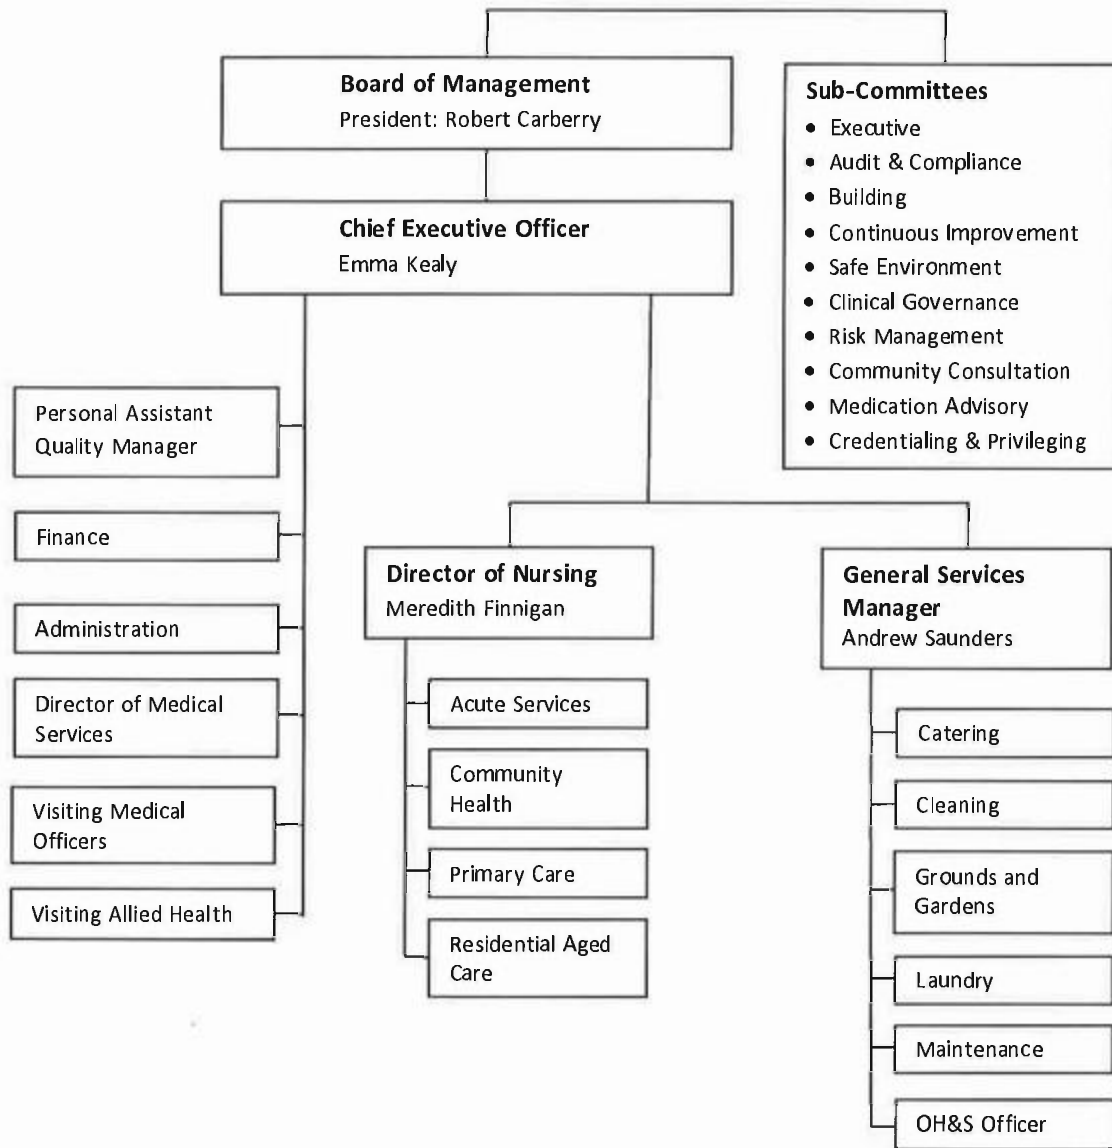 Board of Management
President: Robert Carberry
Sub-Committees
• Executive
• Audit & Compliance
• Building
• Continuous Improvement
• Safe Environment
• Clinical Governance
• Risk Management
• Community Consultation
• Medication Advisory
• Credentialing & Privileging
Chief Executive Officer
Emma Kealy
Personal Assistant
Quality Manager
Finance
Administration
Director of Medical
Services
Visiting Medical
Officers
Visiting Allied Health
Director of Nursing
Meredith Finnigan
Acute Services
Community
Health
Primary Care
Residential Aged
Care
General Services
Manager
Andrew Saunders
Catering
Cleaning
Grounds and
Gardens
Laundry
Maintenance
OH&S Officer